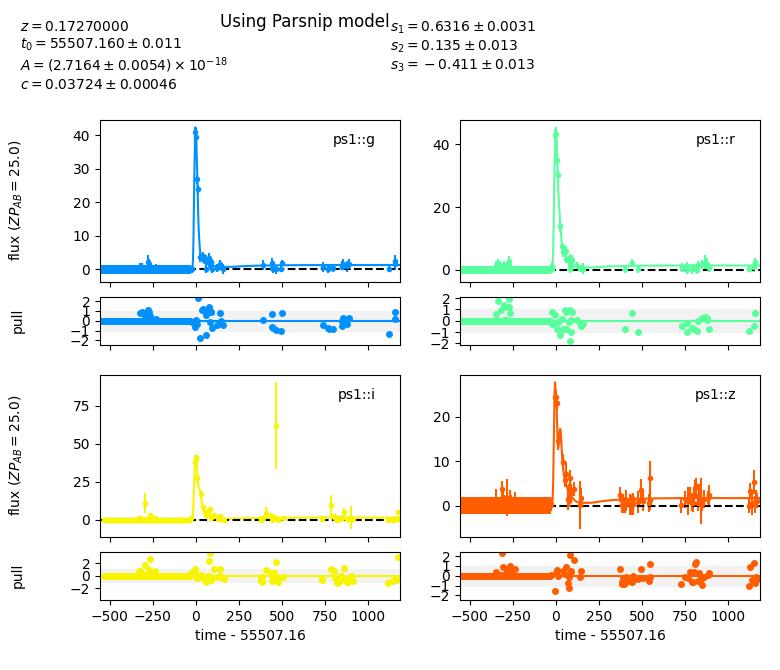 Using Parsnip model
z = 0.17270000
t₀ = 55507.160 ± 0.011
A = (2.7164 ± 0.0054) × 10⁻¹⁸
c = 0.03724 ± 0.00046
s₁ = 0.6316 ± 0.0031
s₂ = 0.135 ± 0.013
s₃ = −0.411 ± 0.013
flux (ZP_AB = 25.0)
40
30
20
10
0
ps1::g
40
20
0
ps1::r
pull
2
1
0
−1
−2
2
1
0
−1
−2
flux (ZP_AB = 25.0)
75
50
25
0
ps1::i
20
10
0
ps1::z
pull
2
0
−2
2
1
0
−1
−2
−500 −250 0 250 500 750 1000
−500 −250 0 250 500 750 1000
time - 55507.16
time - 55507.16